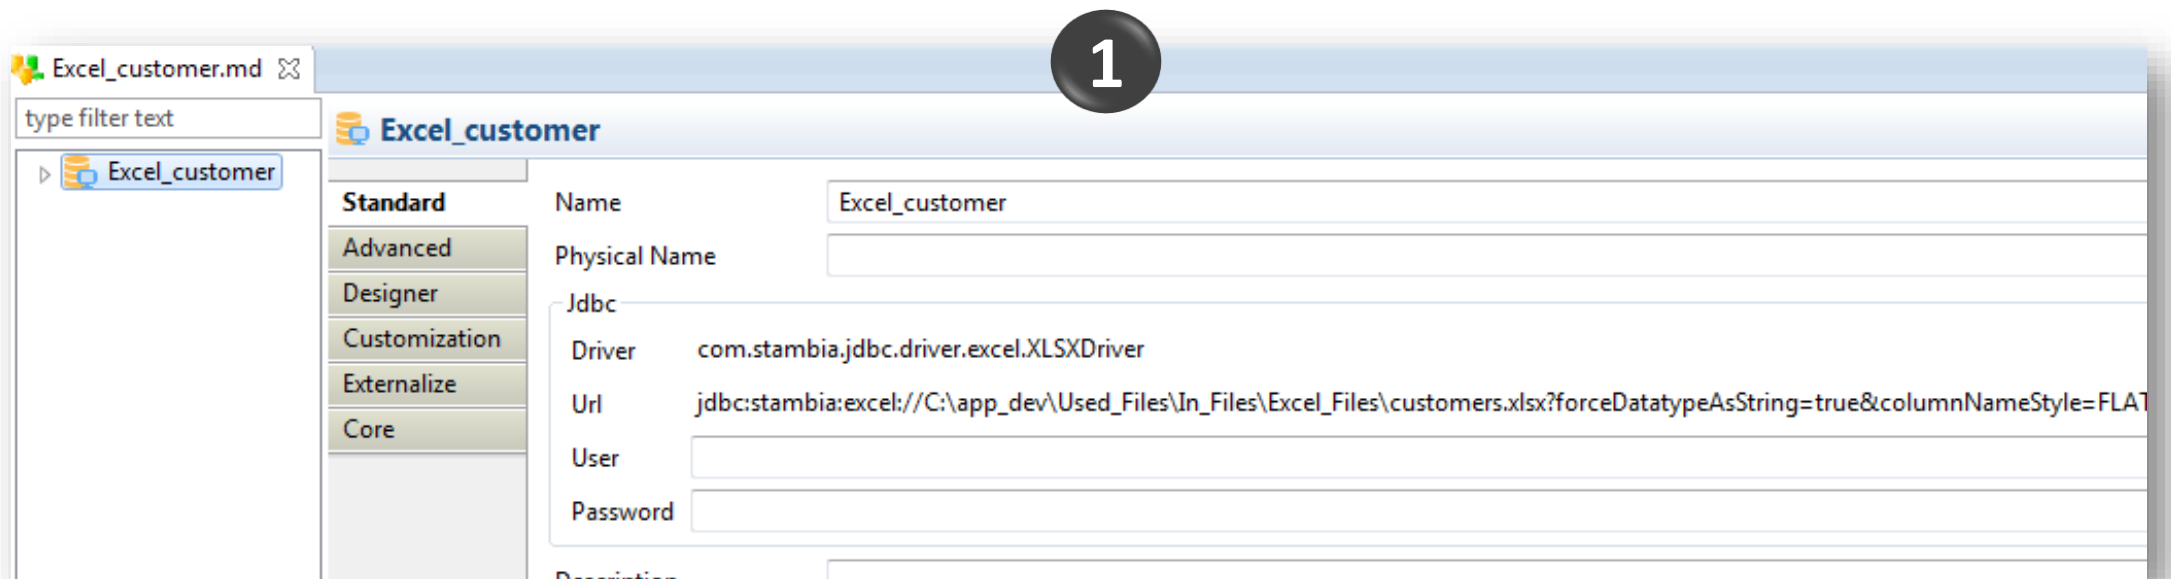 1
Excel_customer.md
type filter text
Excel_customer
Excel_customer
Standard
Advanced
Designer
Customization
Externalize
Core
Name Excel_customer
Physical Name
Jdbc
Driver com.stambia.jdbc.driver.excel.XLSXDriver
Url jdbc:stambia:excel://C:\app_dev\Used_Files\In_Files\Excel_Files\customers.xlsx?forceDatatypeAsString=true&columnNameStyle=FLAT
User
Password
Description